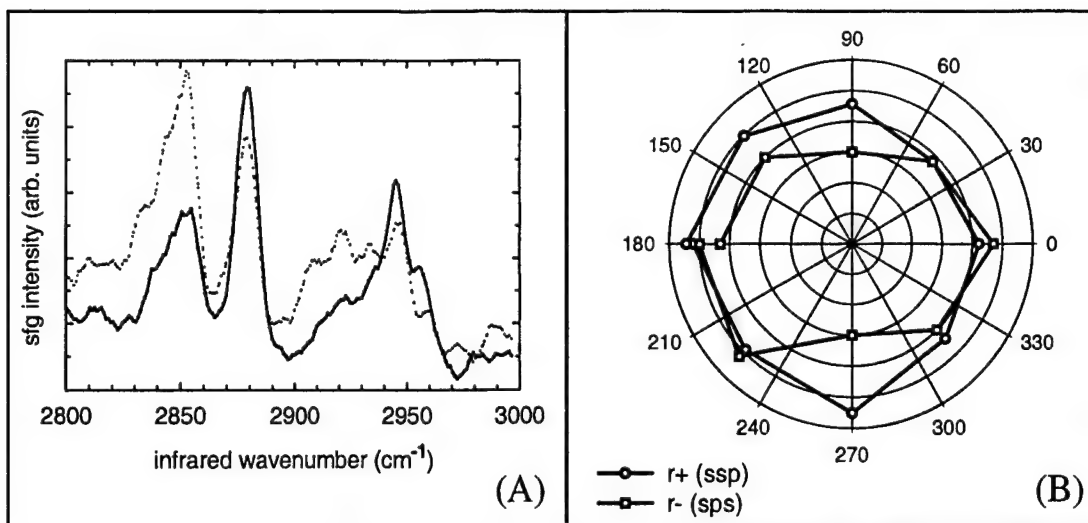 sfg intensity (arb. units)
2800 2850 2900 2950 3000
infrared wavenumber (cm-1)
(A)
90
120 60
150 30
180 0
210 330
240 300
270
r+ (ssp)
r- (sps)
(B)